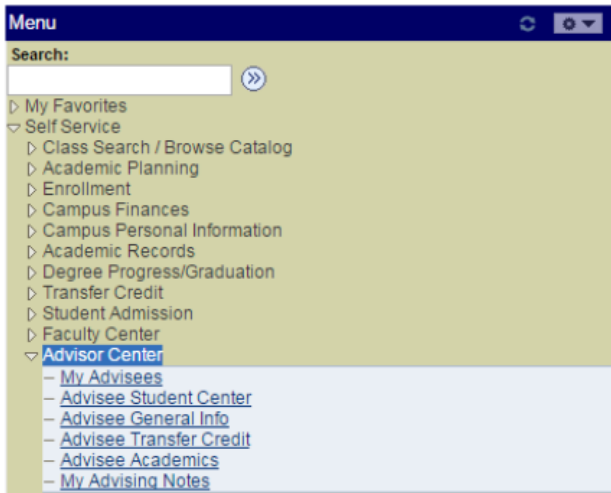 Menu
Search:
My Favorites
Self Service
Class Search / Browse Catalog
Academic Planning
Enrollment
Campus Finances
Campus Personal Information
Academic Records
Degree Progress/Graduation
Transfer Credit
Student Admission
Faculty Center
Advisor Center
– My Advisees
– Advisee Student Center
– Advisee General Info
– Advisee Transfer Credit
– Advisee Academics
– My Advising Notes